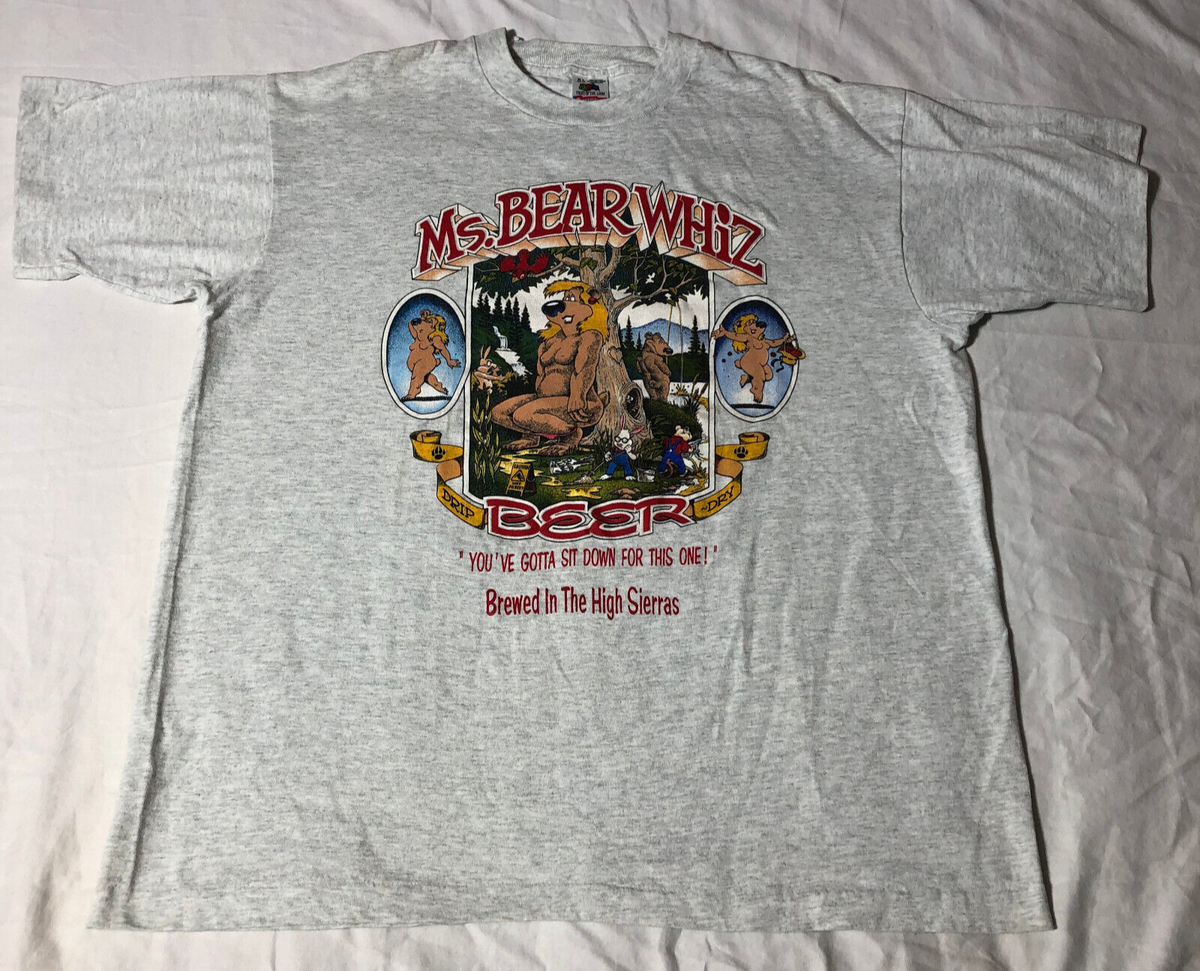 Ms. BEAR WHiZ
DRIP
BEER
~DRY
"YOU'VE GOTTA SIT DOWN FOR THIS ONE!"
Brewed In The High Sierras